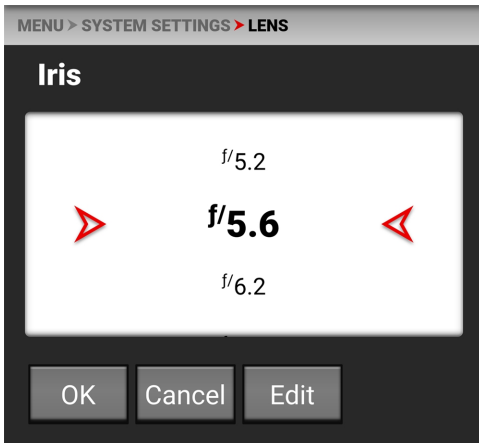 MENU > SYSTEM SETTINGS > LENS
Iris
ƒ/5.2
ƒ/5.6
ƒ/6.2
OK Cancel Edit